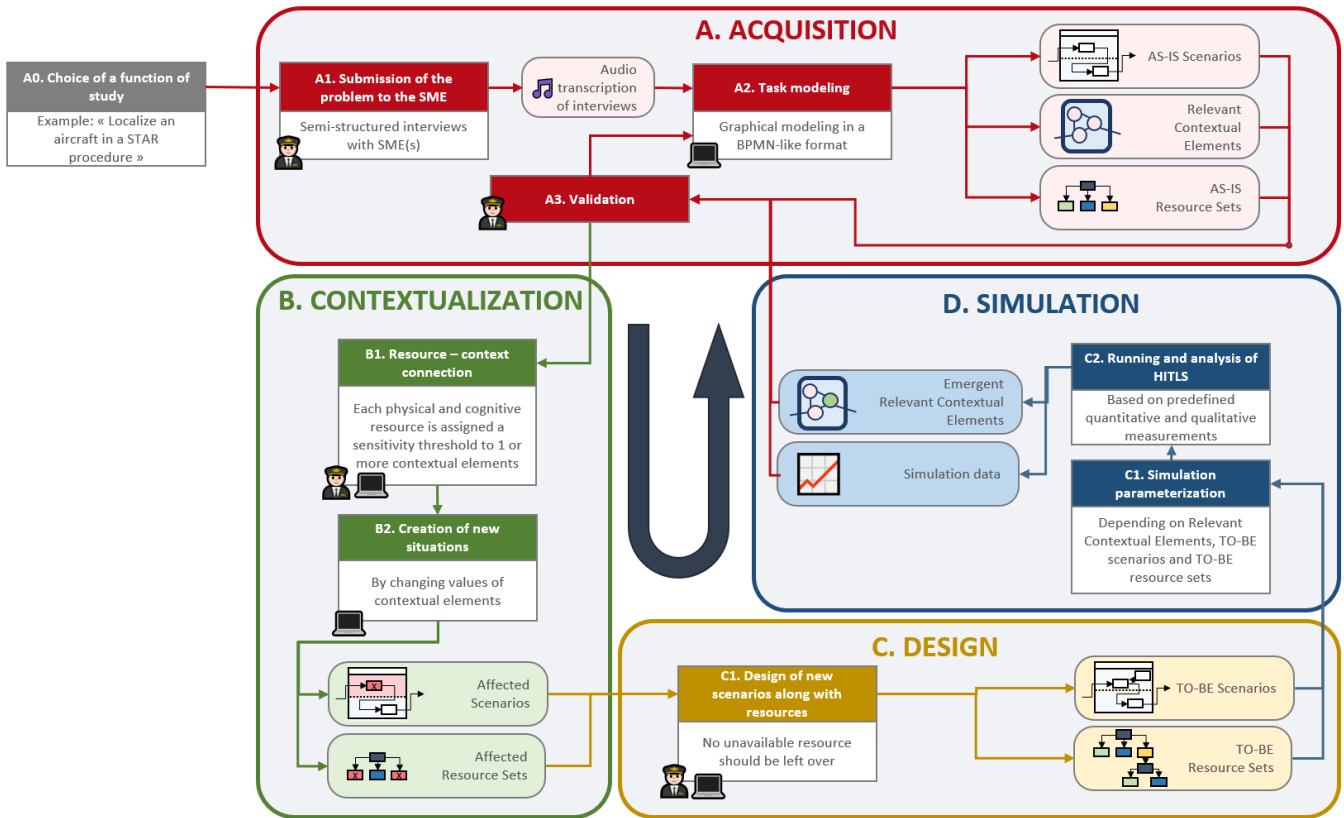 A. ACQUISITION
A0. Choice of a function of
study
Example: « Localize an
aircraft in a STAR
procedure »
A1. Submission of the
problem to the SME
Semi-structured interviews
with SME(s)
Audio
transcription
of interviews
A2. Task modeling
Graphical modeling in a
BPMN-like format
AS-IS Scenarios
Relevant
Contextual
Elements
AS-IS
Resource Sets
A3. Validation
B. CONTEXTUALIZATION
B1. Resource – context
connection
Each physical and cognitive
resource is assigned a
sensitivity threshold to 1 or
more contextual elements
B2. Creation of new
situations
By changing values of
contextual elements
X
Affected
Scenarios
X
X
Affected
Resource Sets
D. SIMULATION
C2. Running and analysis of
HITLS
Based on predefined
quantitative and qualitative
measurements
Emergent
Relevant Contextual
Elements
Simulation data
C1. Simulation
parameterization
Depending on Relevant
Contextual Elements, TO-BE
scenarios and TO-BE
resource sets
C. DESIGN
C1. Design of new
scenarios along with
resources
No unavailable resource
should be left over
TO-BE Scenarios
TO-BE
Resource Sets